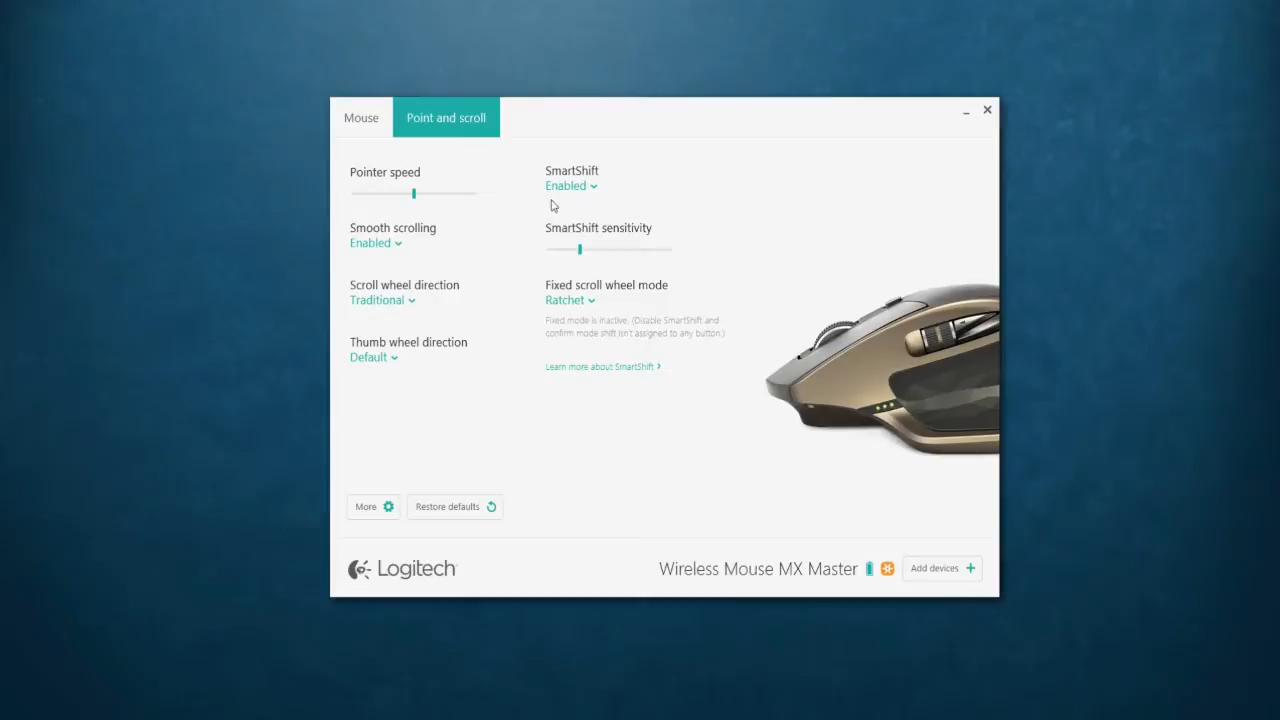 Mouse
Point and scroll
Pointer speed
Smooth scrolling
Enabled
Scroll wheel direction
Traditional
Thumb wheel direction
Default
SmartShift
Enabled
SmartShift sensitivity
Fixed scroll wheel mode
Ratchet
Fixed mode is inactive. (Disable SmartShift and
confirm mode shift isn't assigned to any button.)
Learn more about SmartShift
More
Restore defaults
Logitech
Wireless Mouse MX Master
Add devices